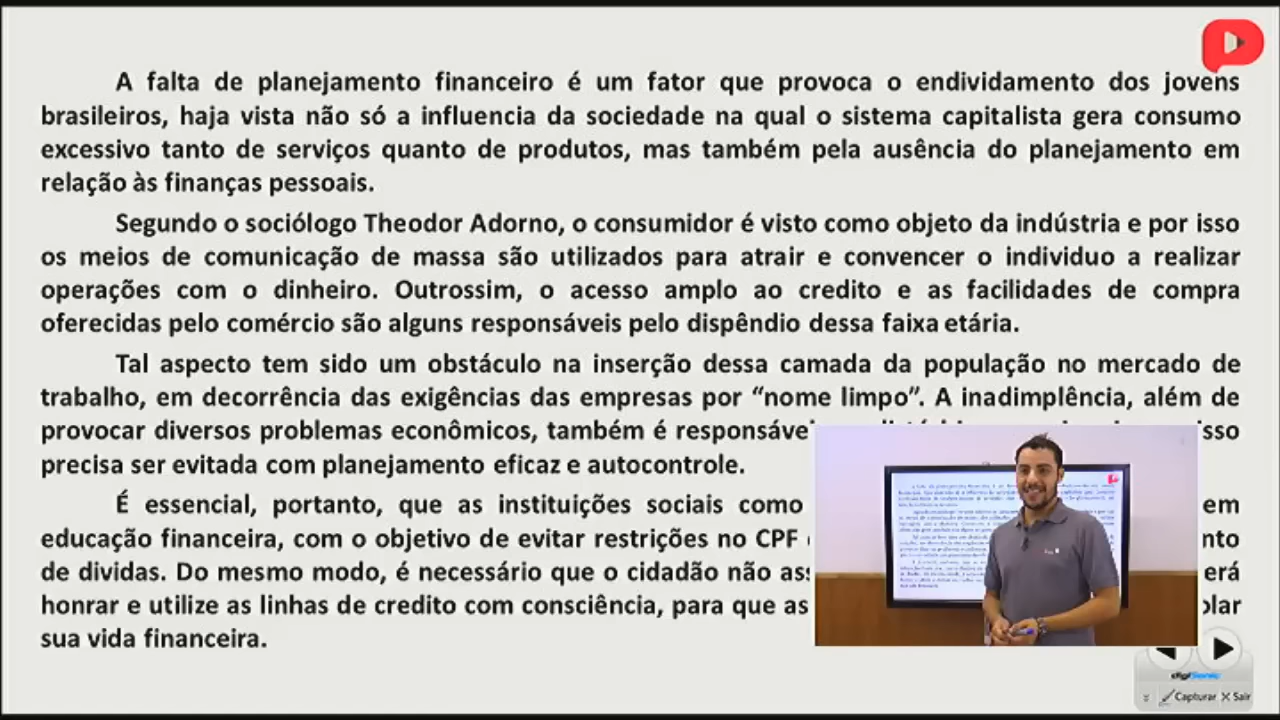 A falta de planejamento financeiro é um fator que provoca o endividamento dos jovens
brasileiros, haja vista não só a influencia da sociedade na qual o sistema capitalista gera consumo
excessivo tanto de serviços quanto de produtos, mas também pela ausência do planejamento em
relação às finanças pessoais.
Segundo o sociólogo Theodor Adorno, o consumidor é visto como objeto da indústria e por isso
os meios de comunicação de massa são utilizados para atrair e convencer o individuo a realizar
operações com o dinheiro. Outrossim, o acesso amplo ao credito e as facilidades de compra
oferecidas pelo comércio são alguns responsáveis pelo dispêndio dessa faixa etária.
Tal aspecto tem sido um obstáculo na inserção dessa camada da população no mercado de
trabalho, em decorrência das exigências das empresas por “nome limpo”. A inadimplência, além de
provocar diversos problemas econômicos, também é isso
precisa ser evitada com planejamento eficaz e autocontrole.
É essencial, portanto, que as instituições sociais como em
educação financeira, com o objetivo de evitar restrições no CPF
de dividas. Do mesmo modo, é necessário que o cidadão não
honrar e utilize as linhas de credito com consciência, para que as
sua vida financeira.
digiSonic
Capturar Sair